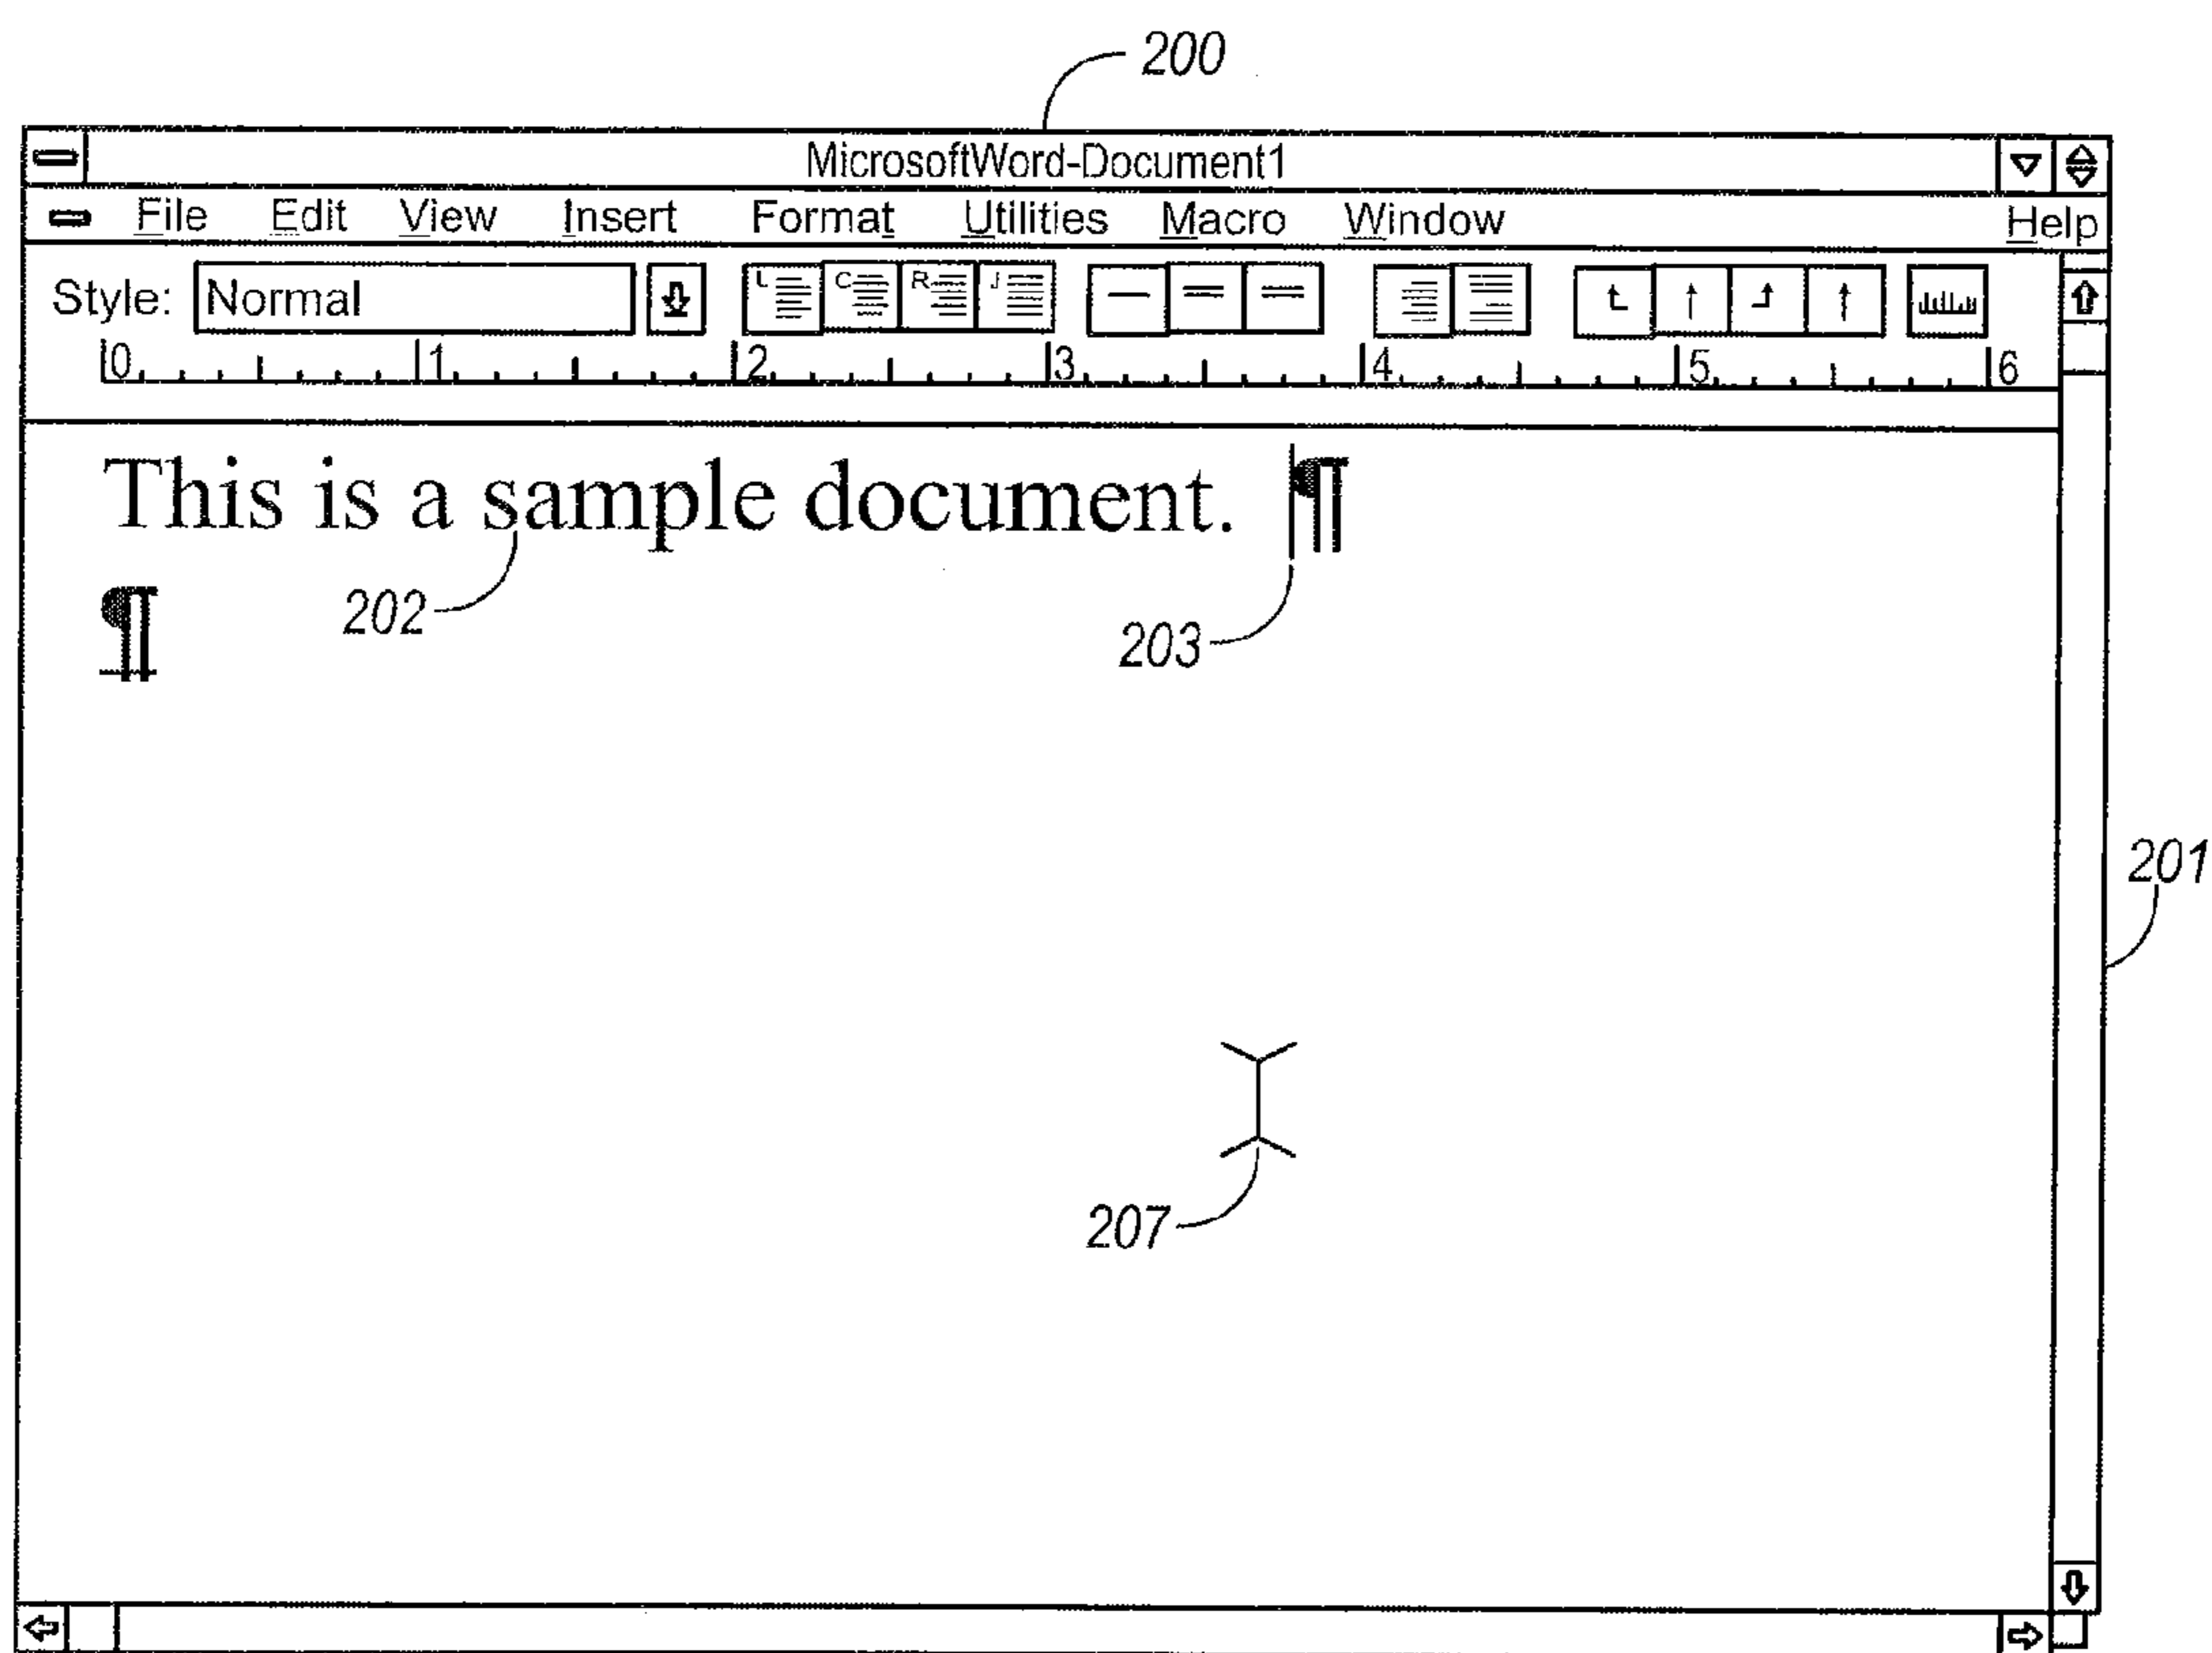 200
MicrosoftWord-Document1
File Edit View Insert Format Utilities Macro Window Help
Style: Normal L C R J
0 1 2 3 4 5 6
This is a sample document. ¶
¶ 202 203
201
207